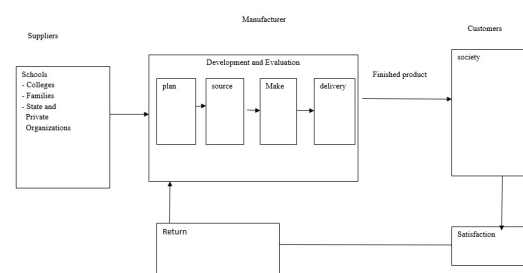 Manufacturer
Customers
Suppliers
Development and Evaluation
society
Schools
- Colleges
- Families
- State and
Private
Organizations
plan
source
Make
delivery
Finished product
Return
Satisfaction